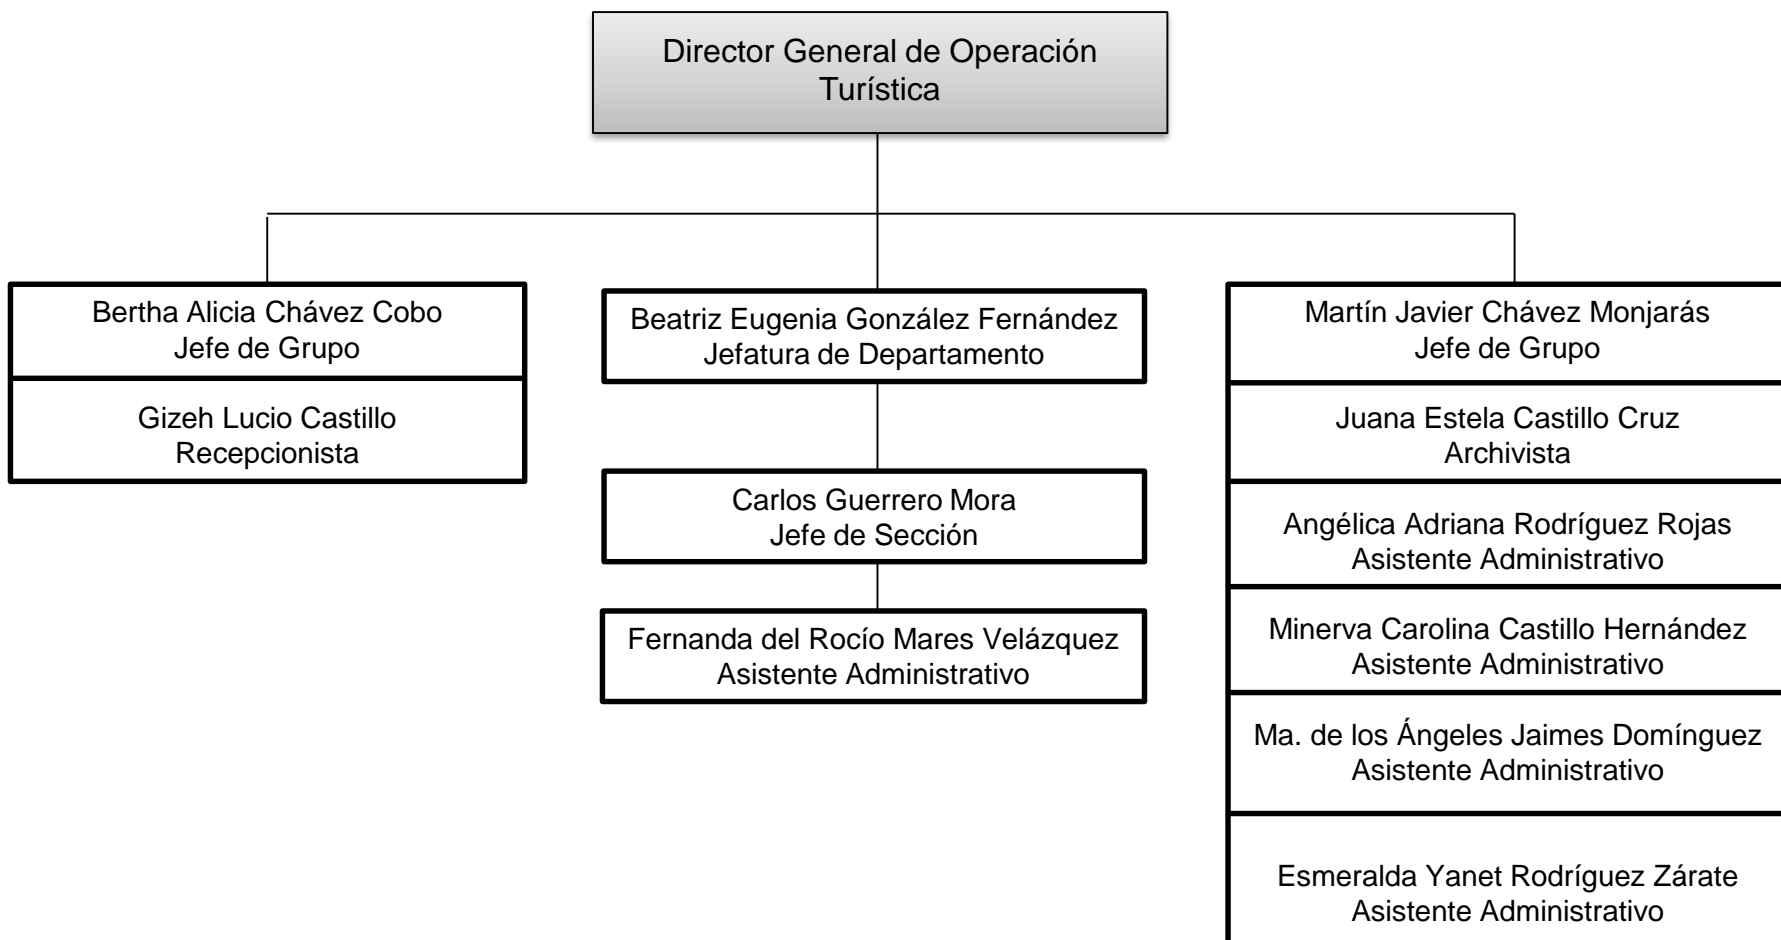 Director General de Operación
Turística
Bertha Alicia Chávez Cobo
Jefe de Grupo
Gizeh Lucio Castillo
Recepcionista
Beatriz Eugenia González Fernández
Jefatura de Departamento
Carlos Guerrero Mora
Jefe de Sección
Fernanda del Rocío Mares Velázquez
Asistente Administrativo
Martín Javier Chávez Monjarás
Jefe de Grupo
Juana Estela Castillo Cruz
Archivista
Angélica Adriana Rodríguez Rojas
Asistente Administrativo
Minerva Carolina Castillo Hernández
Asistente Administrativo
Ma. de los Ángeles Jaimes Domínguez
Asistente Administrativo
Esmeralda Yanet Rodríguez Zárate
Asistente Administrativo